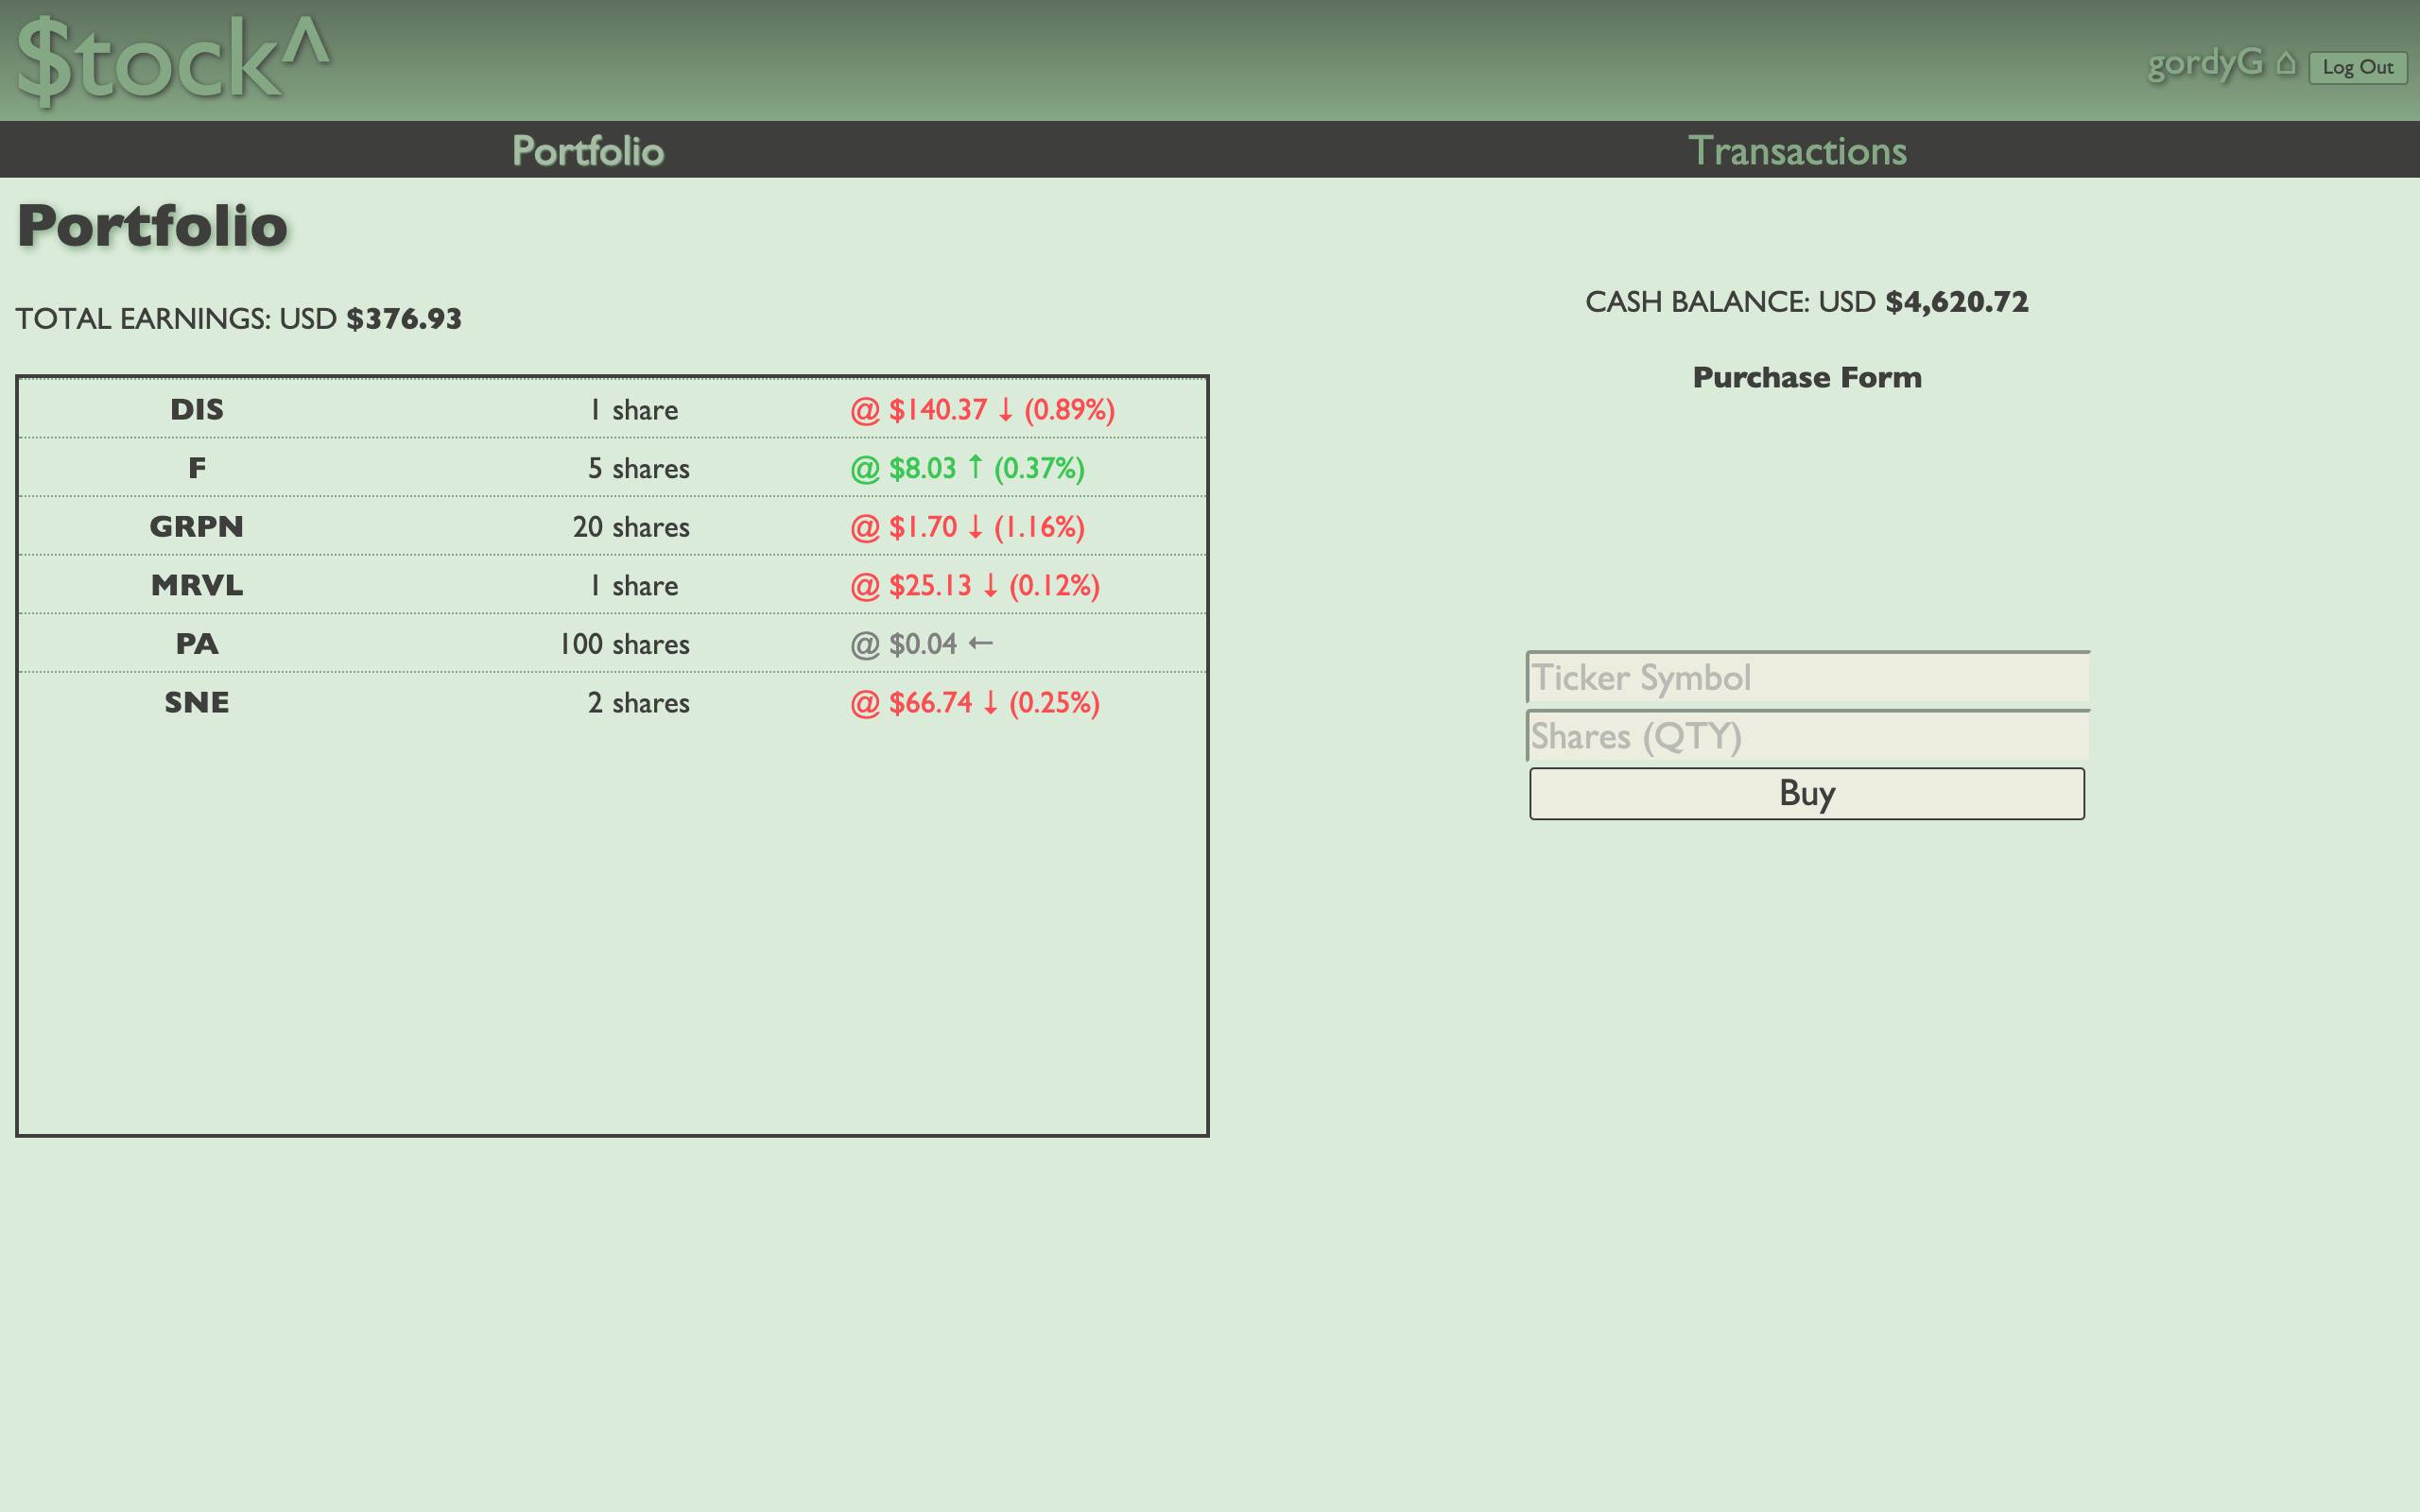 $tock^
gordyG ⌂ Log Out
Portfolio
Transactions
Portfolio
TOTAL EARNINGS: USD $376.93
DIS 1 share @ $140.37 ↓ (0.89%)
F 5 shares @ $8.03 ↑ (0.37%)
GRPN 20 shares @ $1.70 ↓ (1.16%)
MRVL 1 share @ $25.13 ↓ (0.12%)
PA 100 shares @ $0.04 ←
SNE 2 shares @ $66.74 ↓ (0.25%)
CASH BALANCE: USD $4,620.72
Purchase Form
Ticker Symbol
Shares (QTY)
Buy